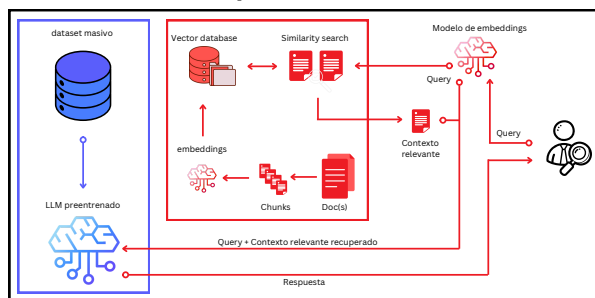 dataset masivo
Vector database
Similarity search
Modelo de embeddings
Query
Query
Contexto
relevante
embeddings
LLM preentrenado
Chunks
Doc(s)
Query + Contexto relevante recuperado
Respuesta